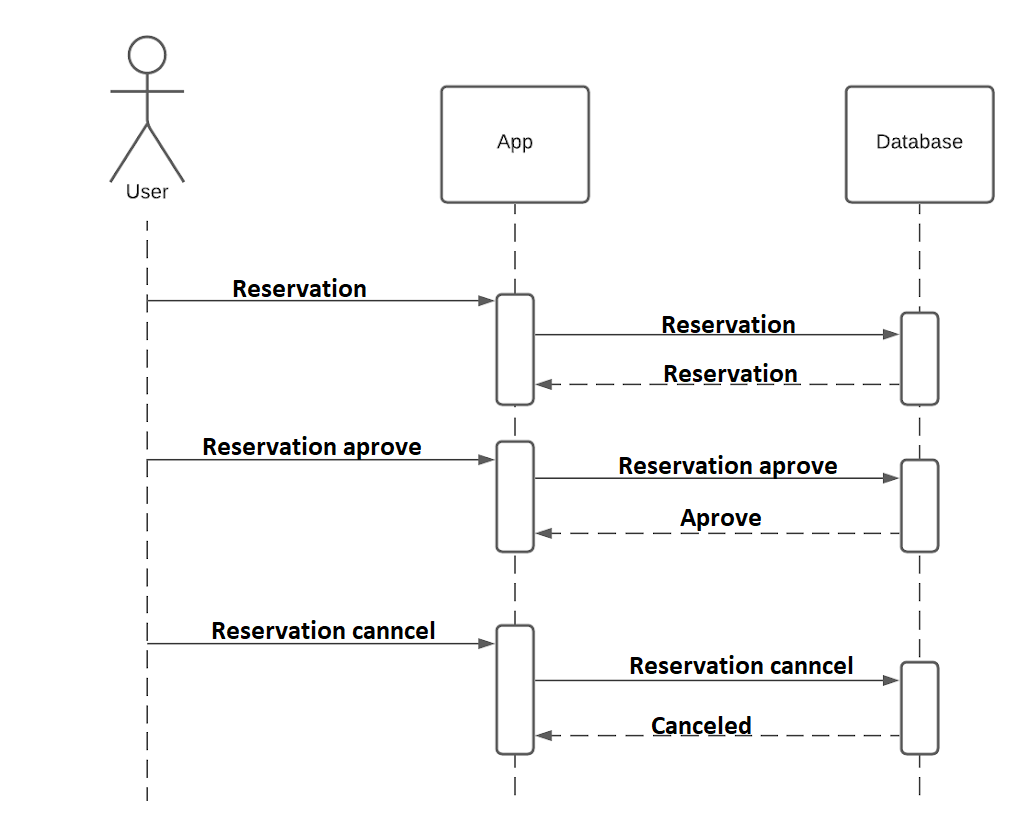 User
App
Database
Reservation
Reservation
Reservation
Reservation aprove
Reservation aprove
Aprove
Reservation canncel
Reservation canncel
Canceled